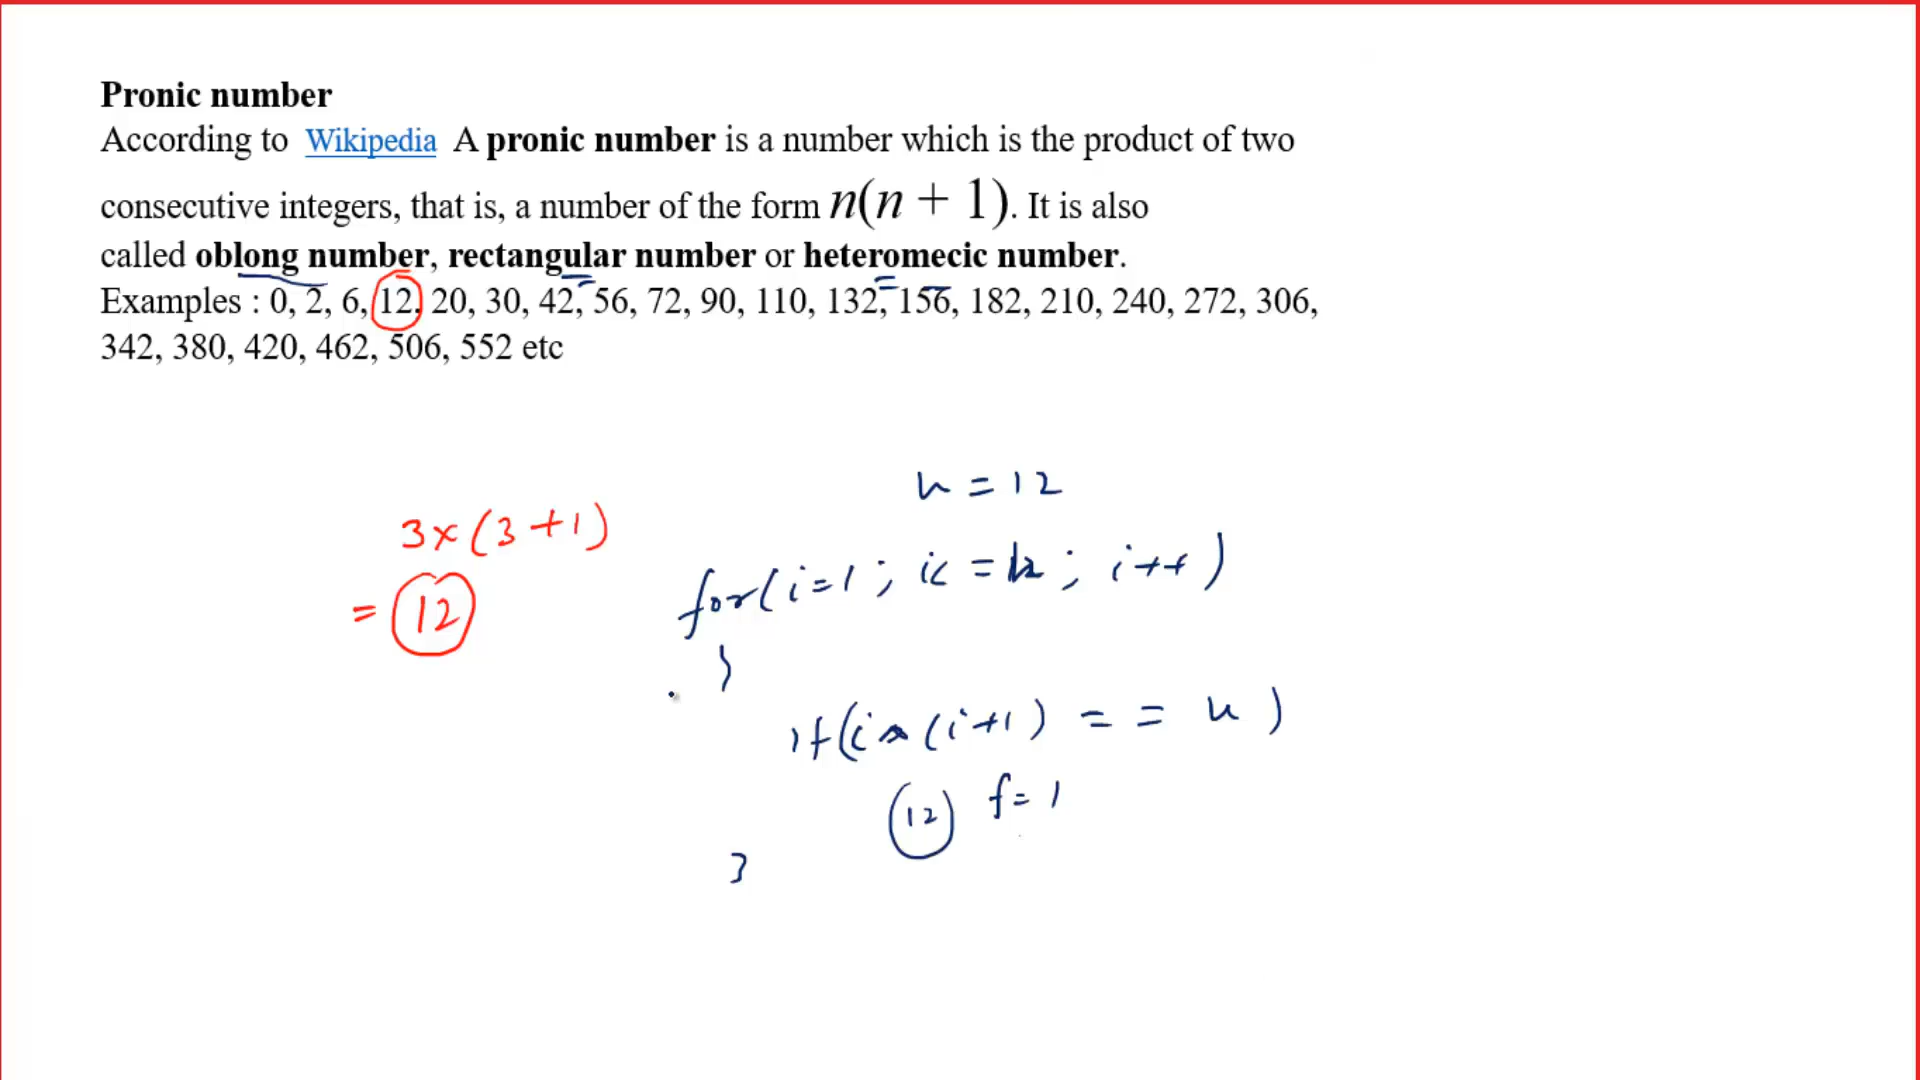 Pronic number
According to Wikipedia A pronic number is a number which is the product of two
consecutive integers, that is, a number of the form n(n + 1). It is also
called oblong number, rectangular number or heteromecic number.
Examples : 0, 2, 6, 12, 20, 30, 42, 56, 72, 90, 110, 132, 156, 182, 210, 240, 272, 306,
342, 380, 420, 462, 506, 552 etc
3x(3+1)
= 12
n = 12
for(i=1; i<=n; i++)
}
if(i*(i+1) == n)
12 f=1
}